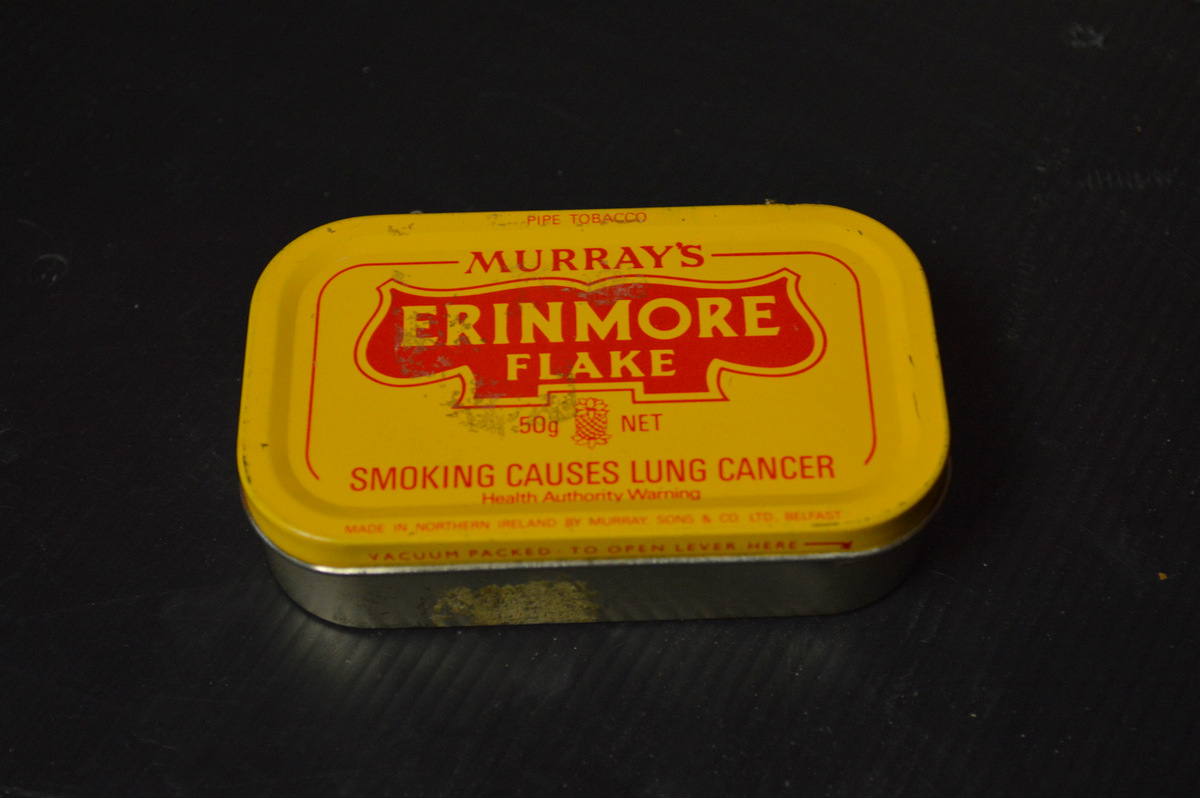 PIPE TOBACCO
MURRAY'S
ERINMORE
FLAKE
50g NET
SMOKING CAUSES LUNG CANCER
Health Authority Warning
MADE IN NORTHERN IRELAND BY MURRAY SONS & CO LTD. BELFAST
VACUUM PACKED · TO OPEN LEVER HERE